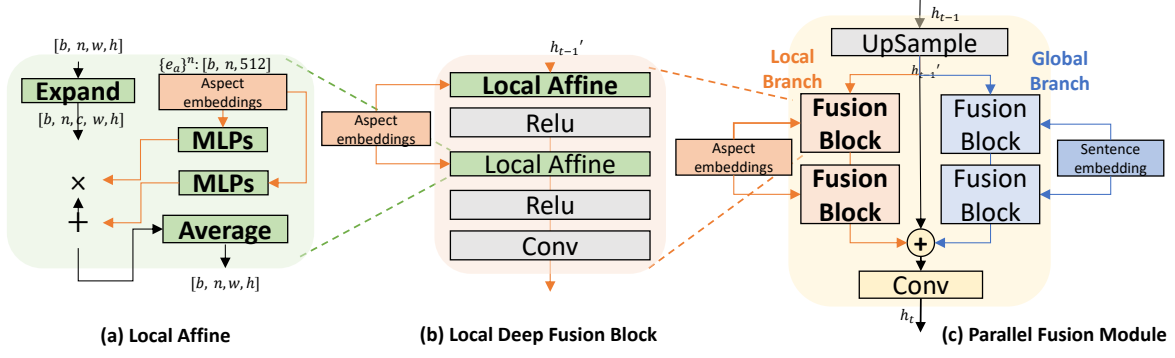 [b, n, w, h]
{e_a}^n: [b, n, 512]
Expand
Aspect
embeddings
[b, n, c, w, h]
MLPs
×
MLPs
+
Average
[b, n, w, h]
(a) Local Affine
h_{t-1}′
Local Affine
Aspect
embeddings
Relu
Local Affine
Relu
Conv
(b) Local Deep Fusion Block
h_{t-1}
UpSample
Local
Branch
h_{t-1}′
Global
Branch
Fusion
Block
Fusion
Block
Aspect
embeddings
Sentence
embedding
Fusion
Block
Fusion
Block
+
Conv
h_t
(c) Parallel Fusion Module